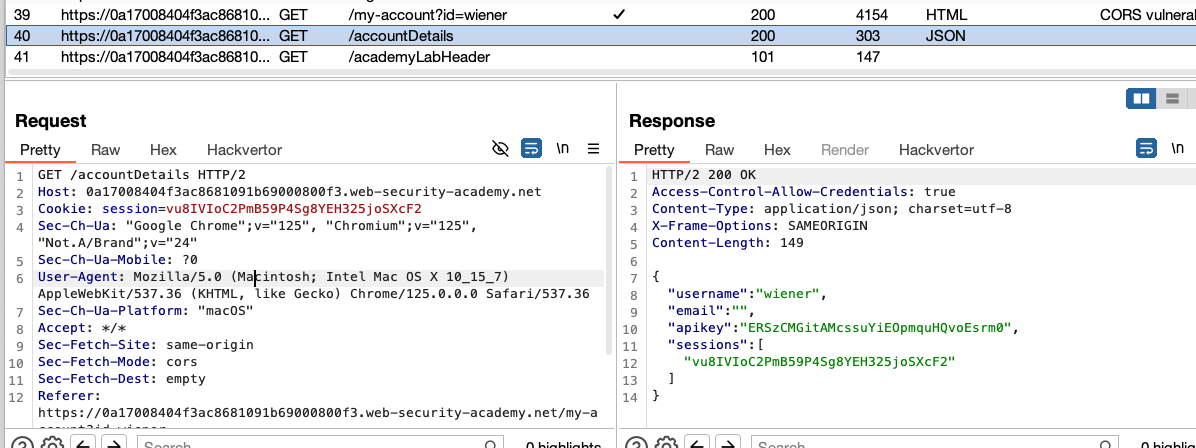 39 https://0a17008404f3ac86810... GET /my-account?id=wiener ✓ 200 4154 HTML CORS vulneral
40 https://0a17008404f3ac86810... GET /accountDetails 200 303 JSON
41 https://0a17008404f3ac86810... GET /academyLabHeader 101 147
Request
Pretty Raw Hex Hackvertor \n
1 GET /accountDetails HTTP/2
2 Host: 0a17008404f3ac8681091b69000800f3.web-security-academy.net
3 Cookie: session=vu8IVIoC2PmB59P4Sg8YEH325joSXcF2
4 Sec-Ch-Ua: "Google Chrome";v="125", "Chromium";v="125",
"Not.A/Brand";v="24"
5 Sec-Ch-Ua-Mobile: ?0
6 User-Agent: Mozilla/5.0 (Macintosh; Intel Mac OS X 10_15_7)
AppleWebKit/537.36 (KHTML, like Gecko) Chrome/125.0.0.0 Safari/537.36
7 Sec-Ch-Ua-Platform: "macOS"
8 Accept: */*
9 Sec-Fetch-Site: same-origin
10 Sec-Fetch-Mode: cors
11 Sec-Fetch-Dest: empty
12 Referer:
https://0a17008404f3ac8681091b69000800f3.web-security-academy.net/my-a
Search 0 highlights
Response
Pretty Raw Hex Render Hackvertor \n
1 HTTP/2 200 OK
2 Access-Control-Allow-Credentials: true
3 Content-Type: application/json; charset=utf-8
4 X-Frame-Options: SAMEORIGIN
5 Content-Length: 149
6
7 {
8 "username":"wiener",
9 "email":"",
10 "apikey":"ERSzCMGitAMcssuYiEOpmquHQvoEsrm0",
11 "sessions":[
12 "vu8IVIoC2PmB59P4Sg8YEH325joSXcF2"
13 ]
14 }
Search 0 highlights